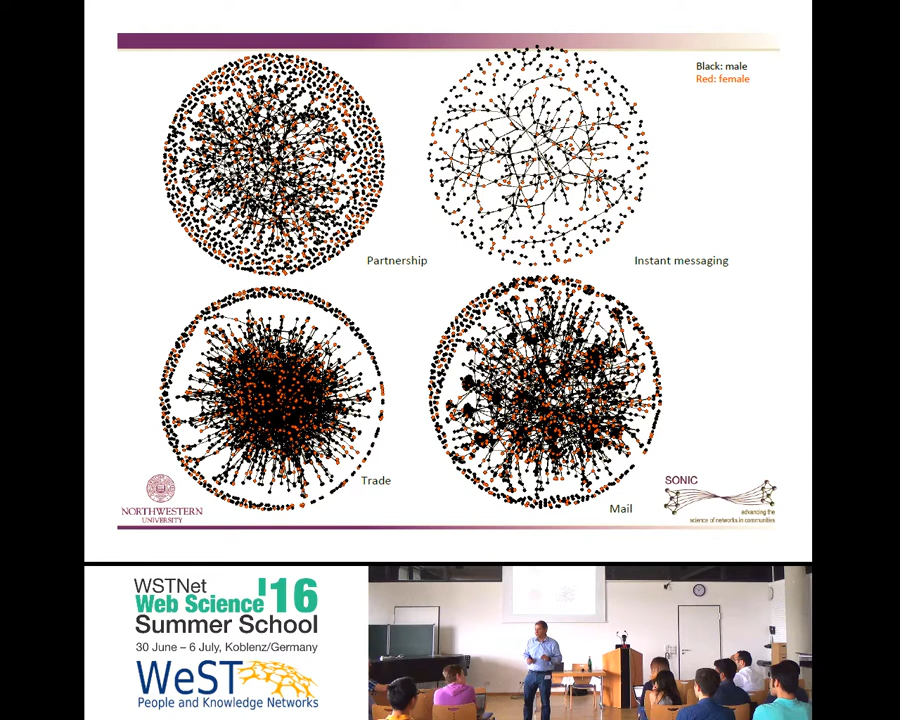 Black: male
Red: female
Partnership
Instant messaging
Trade
Mail
NORTHWESTERN
UNIVERSITY
SONIC
advancing the
science of networks in communities
WSTNet
Web Science '16
Summer School
30 June – 6 July, Koblenz/Germany
WeST
People and Knowledge Networks